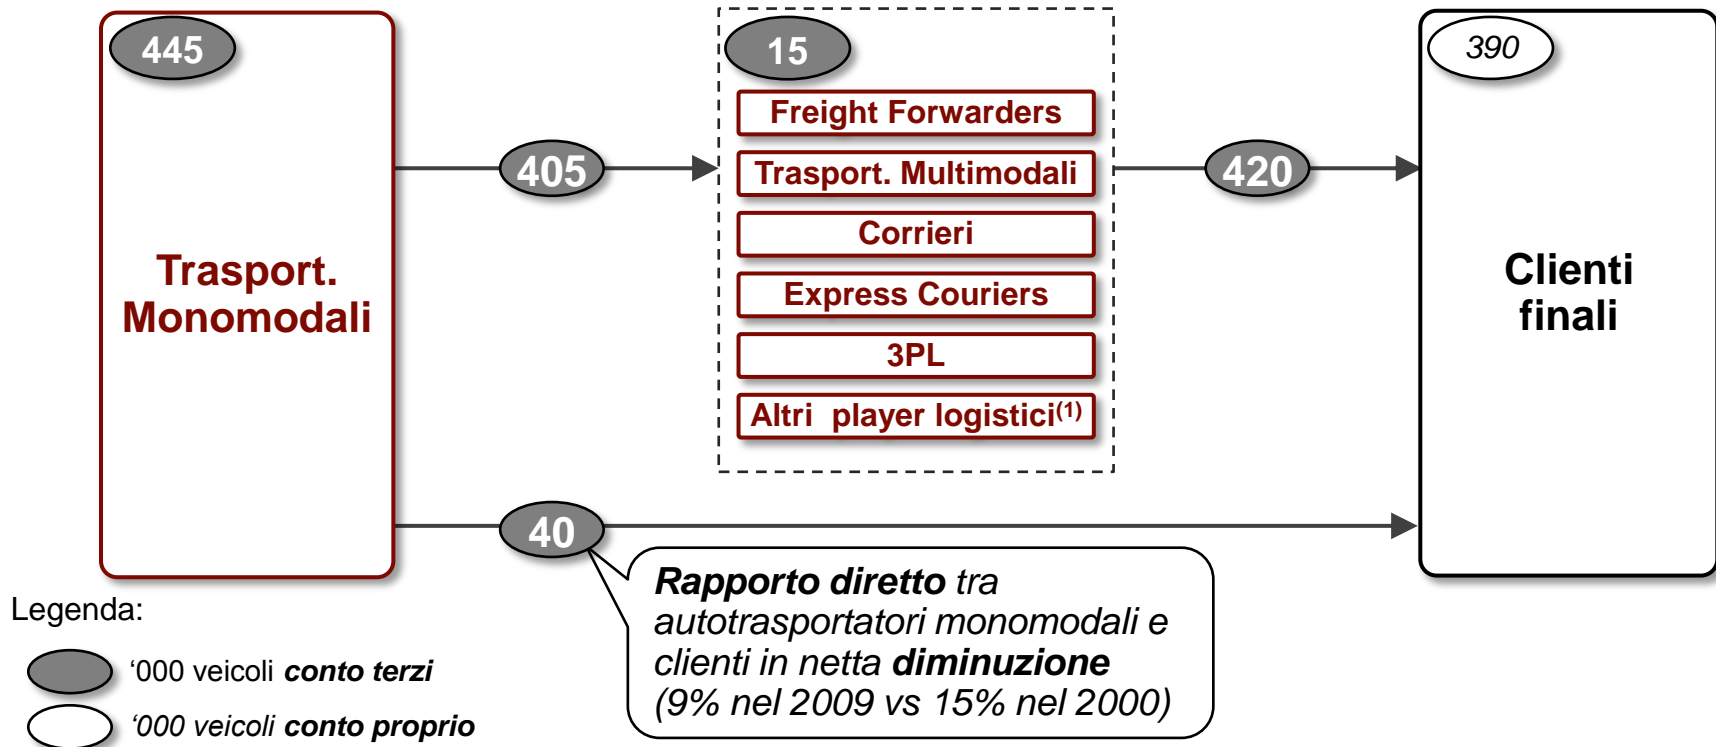 445
Trasport.
Monomodali
405
15
Freight Forwarders
Trasport. Multimodali
Corrieri
Express Couriers
3PL
Altri player logistici(1)
420
390
Clienti
finali
40
Rapporto diretto tra
autotrasportatori monomodali e
clienti in netta diminuzione
(9% nel 2009 vs 15% nel 2000)
Legenda:
‘000 veicoli conto terzi
‘000 veicoli conto proprio